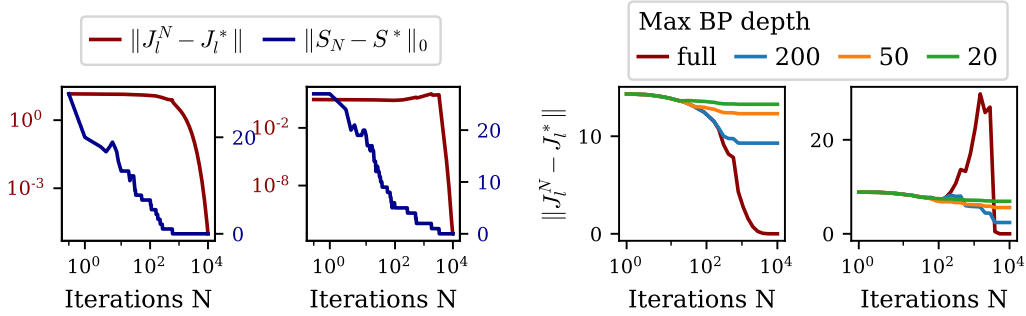 ‖J_l^N − J_l^*‖ ‖S_N − S^*‖_0
Max BP depth
full 200 50 20
10^0
10^{-3}
20
0
10^{-2}
10^{-8}
20
10
0
‖J_l^N − J_l^*‖
10
0
20
0
10^0 10^2 10^4
10^0 10^2 10^4
10^0 10^2 10^4
10^0 10^2 10^4
Iterations N
Iterations N
Iterations N
Iterations N